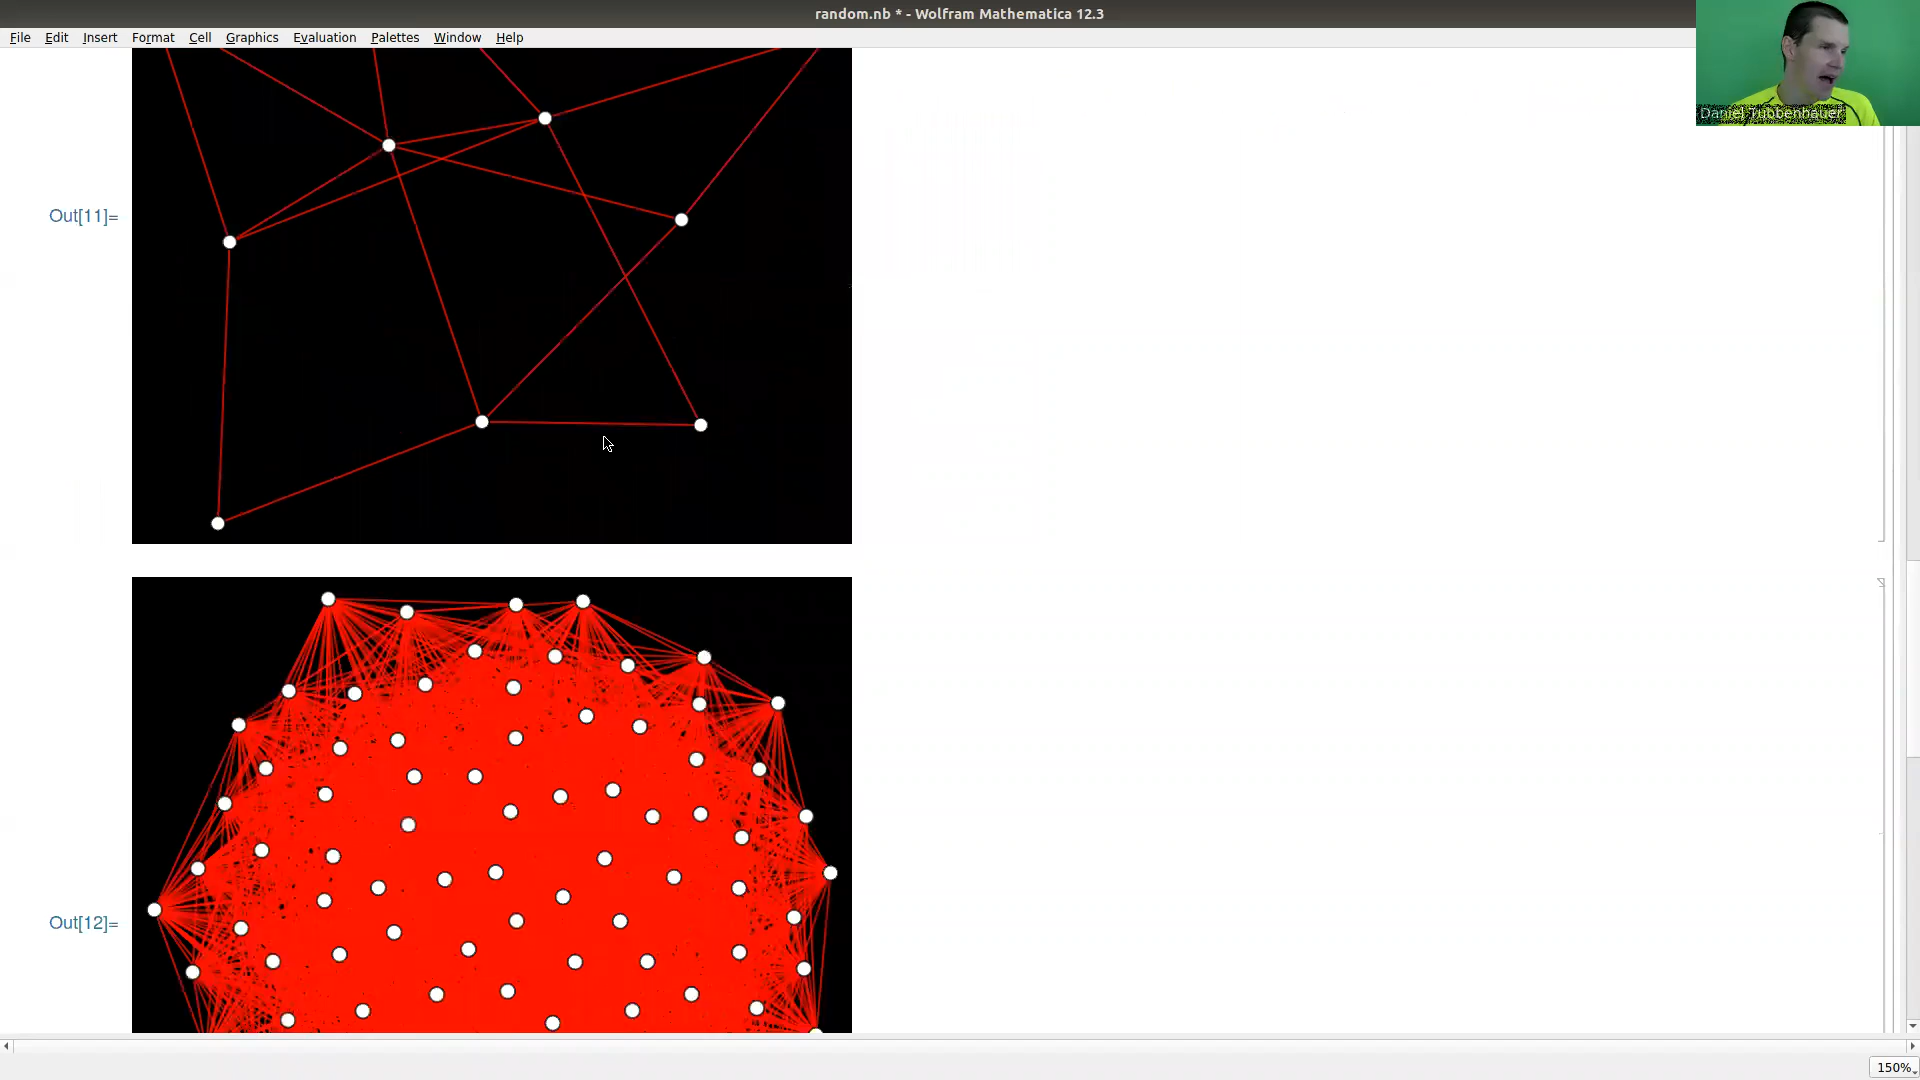 random.nb * - Wolfram Mathematica 12.3
File Edit Insert Format Cell Graphics Evaluation Palettes Window Help
Daniel Tubbenhauer
Out[11]=
Out[12]=
150%